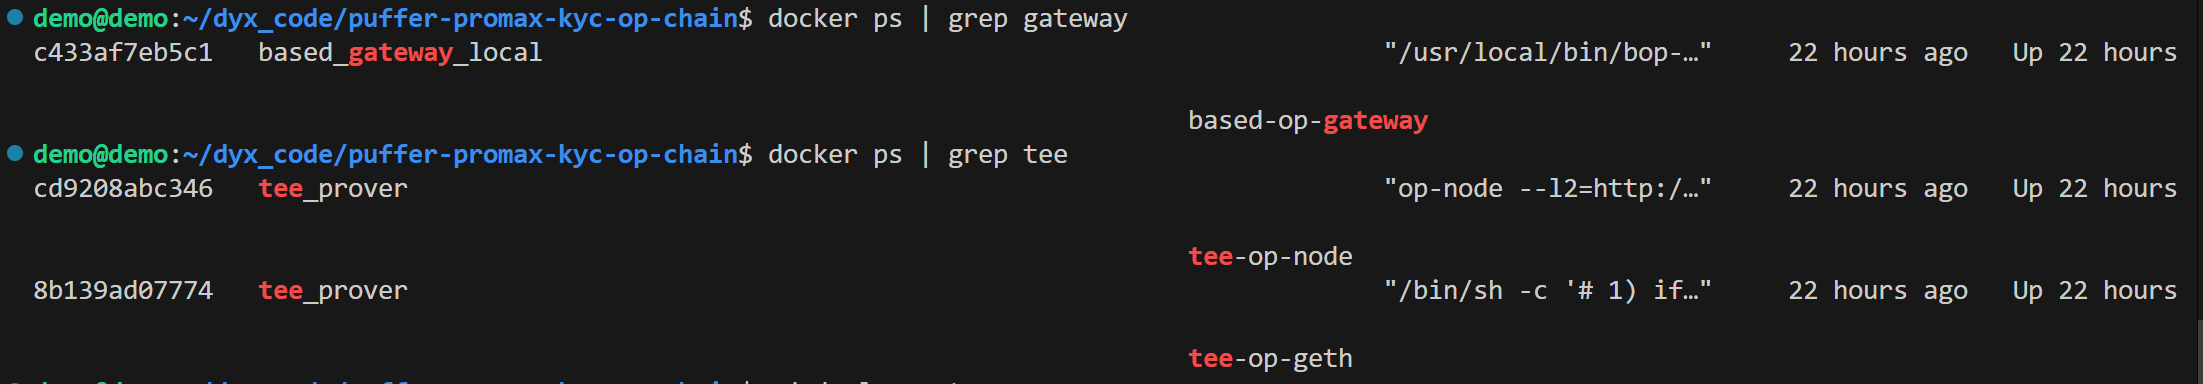 demo@demo:~/dyx_code/puffer-promax-kyc-op-chain$ docker ps | grep gateway
c433af7eb5c1   based_gateway_local   "/usr/local/bin/bop-…"   22 hours ago   Up 22 hours
based-op-gateway
demo@demo:~/dyx_code/puffer-promax-kyc-op-chain$ docker ps | grep tee
cd9208abc346   tee_prover   "op-node --l2=http:/…"   22 hours ago   Up 22 hours
tee-op-node
8b139ad07774   tee_prover   "/bin/sh -c '# 1) if…"   22 hours ago   Up 22 hours
tee-op-geth